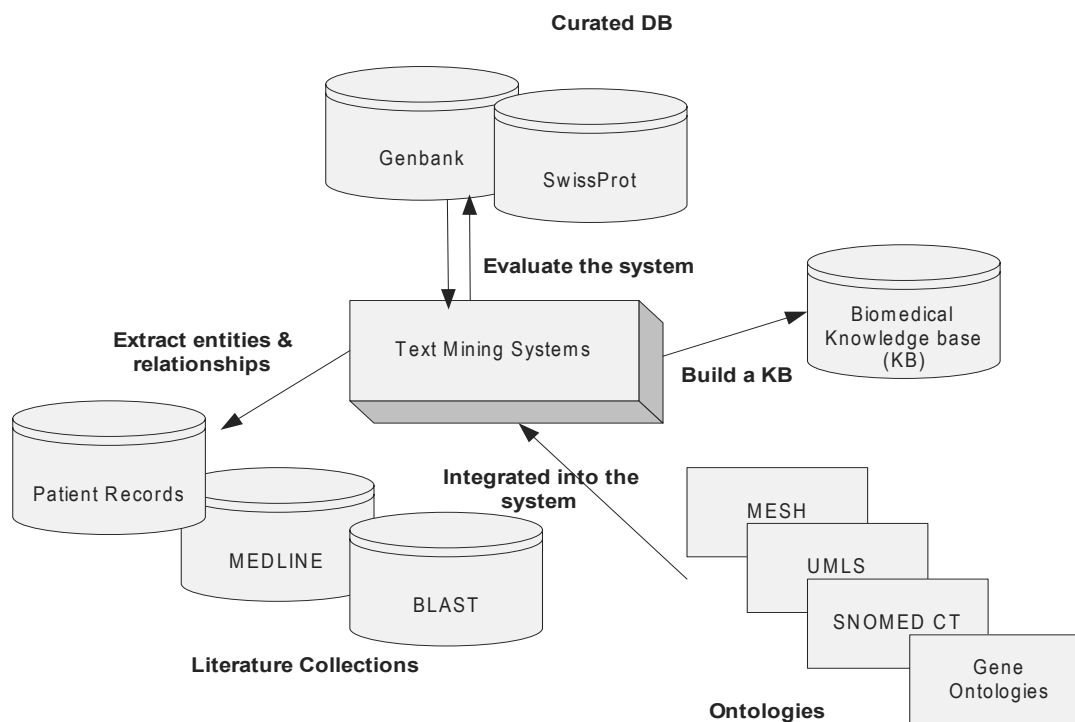 Curated DB
Genbank
SwissProt
Evaluate the system
Biomedical
Knowledge base
(KB)
Extract entities &
relationships
Text Mining Systems
Build a KB
Patient Records
MEDLINE
BLAST
Literature Collections
Integrated into the
system
MESH
UMLS
SNOMED CT
Gene
Ontologies
Ontologies